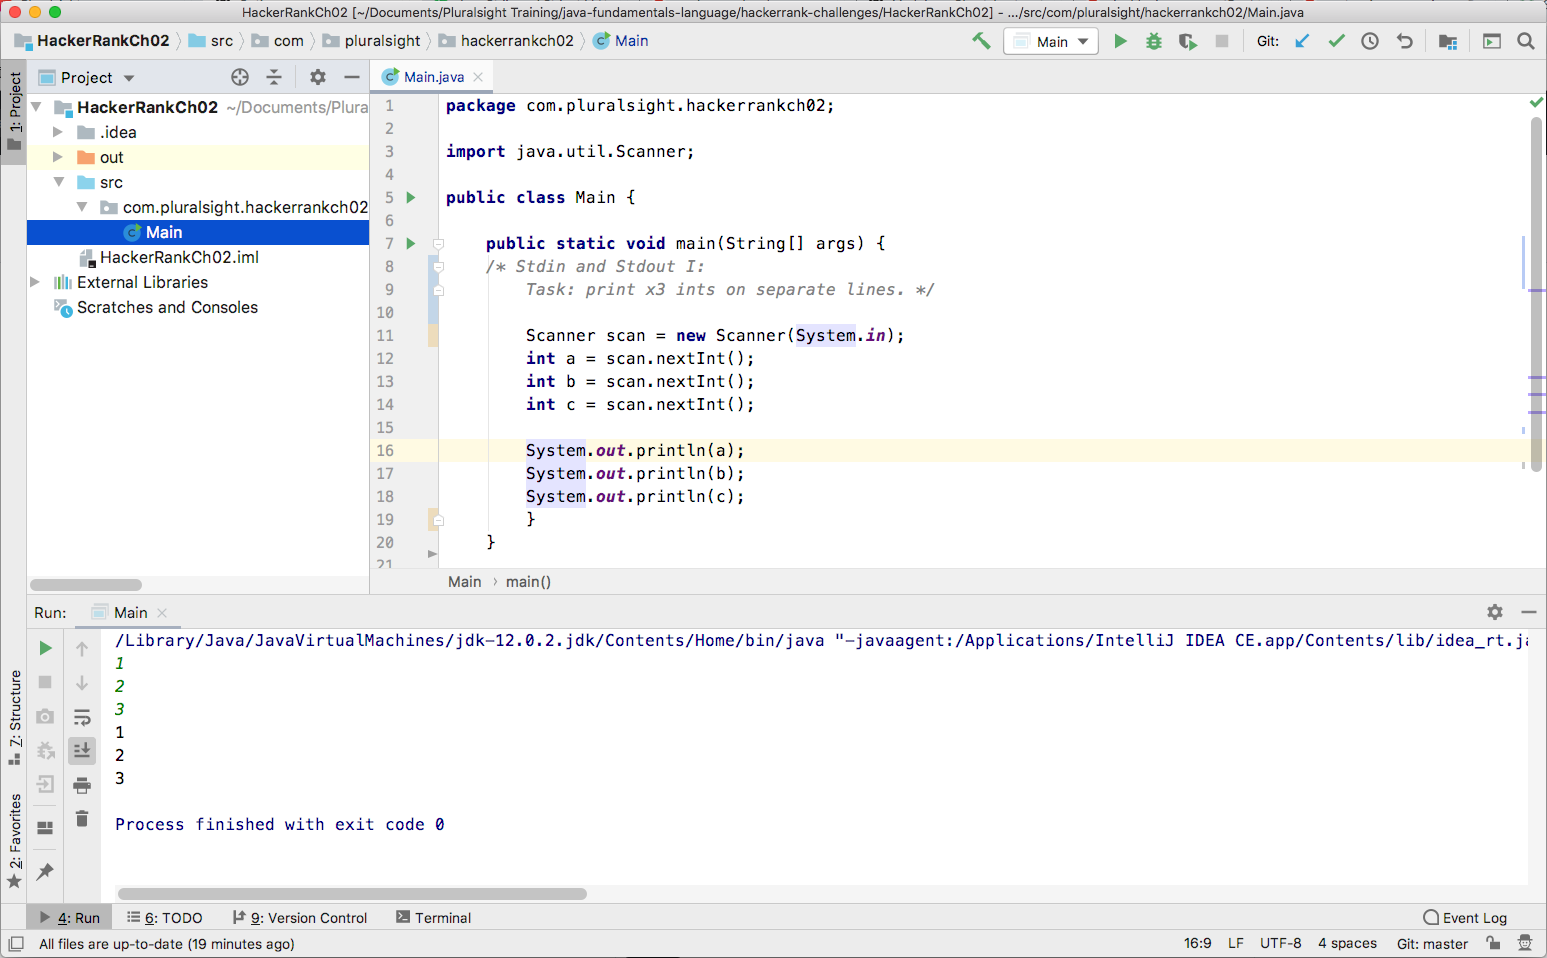 HackerRankCh02 [~/Documents/Pluralsight Training/java-fundamentals-language/hackerrank-challenges/HackerRankCh02] - .../src/com/pluralsight/hackerrankch02/Main.java
HackerRankCh02 src com pluralsight hackerrankch02 Main
Main Git:
1: Project
Project
HackerRankCh02 ~/Documents/Plura
.idea
out
src
com.pluralsight.hackerrankch02
Main
HackerRankCh02.iml
External Libraries
Scratches and Consoles
Main.java
1 package com.pluralsight.hackerrankch02;
2
3 import java.util.Scanner;
4
5 public class Main {
6
7 public static void main(String[] args) {
8 /* Stdin and Stdout I:
9 Task: print x3 ints on separate lines. */
10
11 Scanner scan = new Scanner(System.in);
12 int a = scan.nextInt();
13 int b = scan.nextInt();
14 int c = scan.nextInt();
15
16 System.out.println(a);
17 System.out.println(b);
18 System.out.println(c);
19 }
20 }
21
Main › main()
Run: Main
/Library/Java/JavaVirtualMachines/jdk-12.0.2.jdk/Contents/Home/bin/java "-javaagent:/Applications/IntelliJ IDEA CE.app/Contents/lib/idea_rt.ja
1
2
3
1
2
3
Process finished with exit code 0
7: Structure
2: Favorites
4: Run 6: TODO 9: Version Control Terminal Event Log
All files are up-to-date (19 minutes ago) 16:9 LF UTF-8 4 spaces Git: master